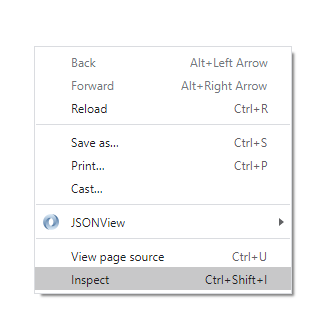 Back Alt+Left Arrow
Forward Alt+Right Arrow
Reload Ctrl+R
Save as... Ctrl+S
Print... Ctrl+P
Cast...
JSONView
View page source Ctrl+U
Inspect Ctrl+Shift+I